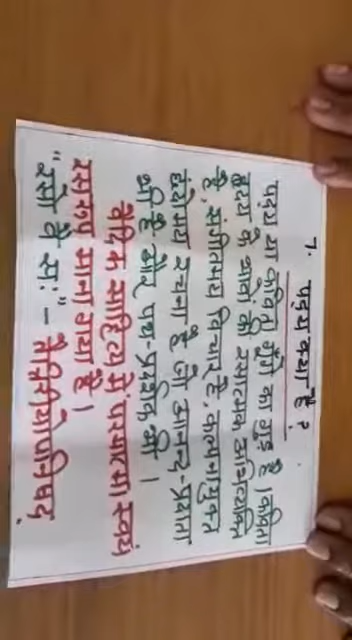 7. पद्य क्या है ?
पद्य या कविता गूँगे का गुड़ है। कविता
हृदय के भावों की रसात्मक अभिव्यक्ति
है, संगीतमय विचार है, कल्पनायुक्त
छंदोमय रचना है जो आनन्द-प्रदाता
भी है और पथ-प्रदर्शक भी।
वैदिक साहित्य में परमात्मा स्वयं
रसरूप माना गया है।
"रसो वै सः" - तैत्तिरीयोपनिषद्